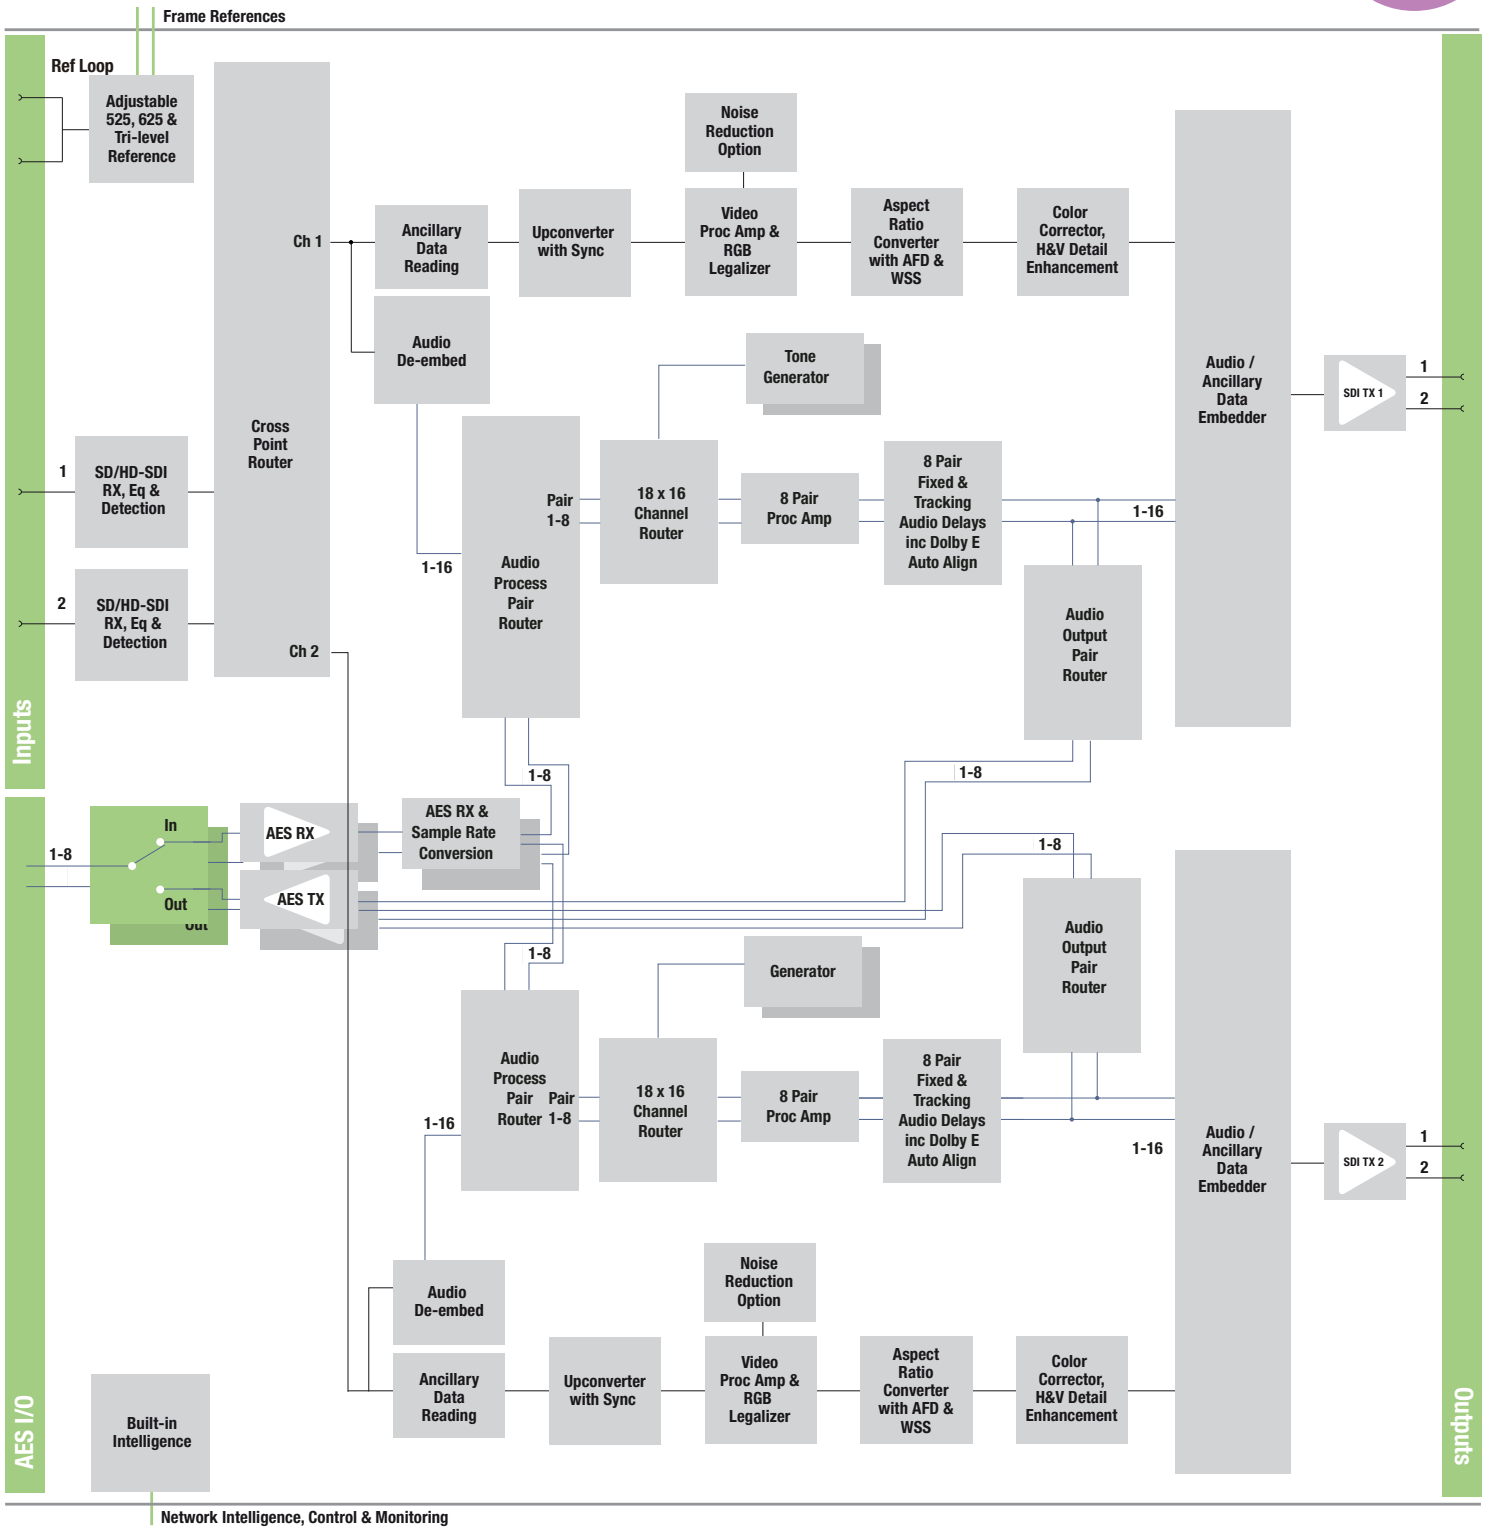 Frame References
Ref Loop
Adjustable
525, 625 &
Tri-level
Reference
Noise
Reduction
Option
Ch 1
Ancillary
Data
Reading
Upconverter
with Sync
Video
Proc Amp &
RGB
Legalizer
Aspect
Ratio
Converter
with AFD &
WSS
Color
Corrector,
H&V Detail
Enhancement
Audio
De-embed
Tone
Generator
Audio /
Ancillary
Data
Embedder
SDI TX 1
1
2
Cross
Point
Router
1
SD/HD-SDI
RX, Eq &
Detection
2
SD/HD-SDI
RX, Eq &
Detection
Ch 2
1-16
Audio
Process
Pair
Router
Pair
1-8
18 x 16
Channel
Router
8 Pair
Proc Amp
8 Pair
Fixed &
Tracking
Audio Delays
inc Dolby E
Auto Align
1-16
Audio
Output
Pair
Router
Inputs
1-8
1-8
1-8
In
Out
Out
AES RX
AES TX
AES RX &
Sample Rate
Conversion
1-8
1-8
Audio
Output
Pair
Router
Generator
Audio
Process
Pair
Router
Pair
1-8
1-16
18 x 16
Channel
Router
8 Pair
Proc Amp
8 Pair
Fixed &
Tracking
Audio Delays
inc Dolby E
Auto Align
1-16
Audio /
Ancillary
Data
Embedder
SDI TX 2
1
2
Audio
De-embed
Noise
Reduction
Option
Ancillary
Data
Reading
Upconverter
with Sync
Video
Proc Amp &
RGB
Legalizer
Aspect
Ratio
Converter
with AFD &
WSS
Color
Corrector,
H&V Detail
Enhancement
Built-in
Intelligence
AES I/O
Outputs
Network Intelligence, Control & Monitoring